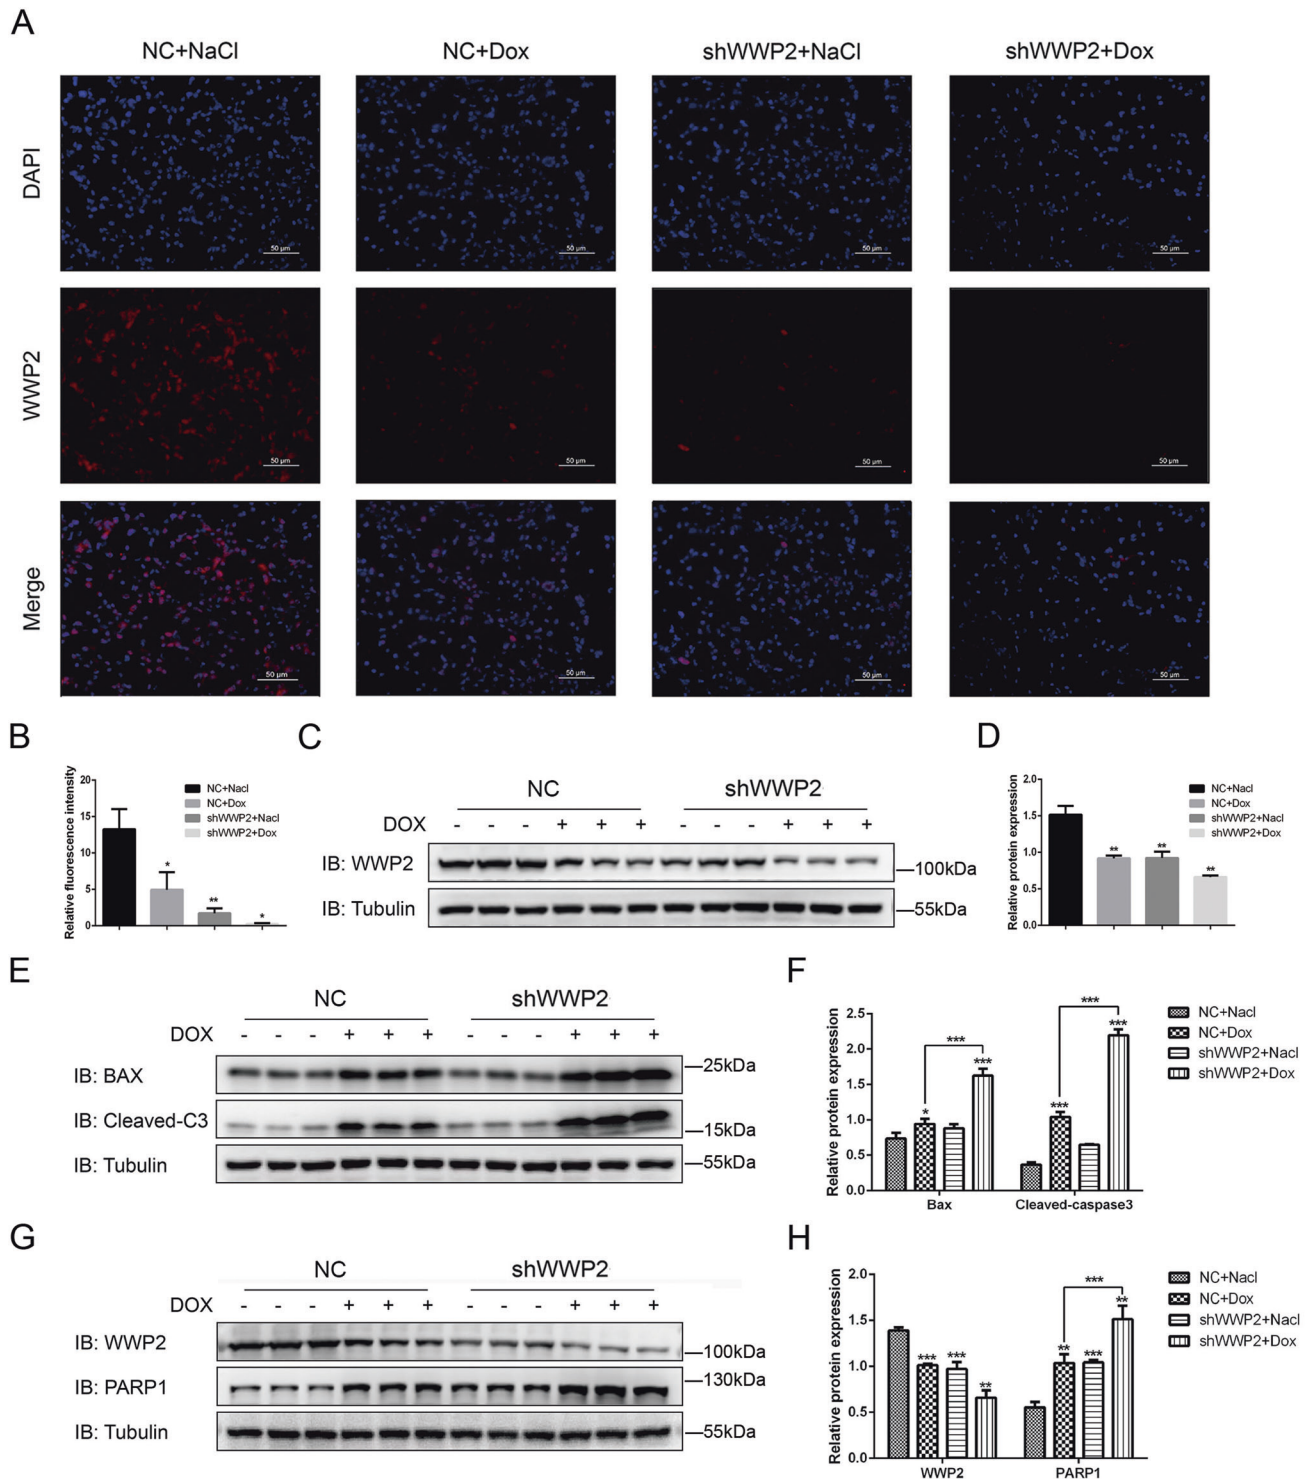 A
NC+NaCl NC+Dox shWWP2+NaCl shWWP2+Dox
DAPI
50 µm 50 µm 50 µm 50 µm
WWP2
50 µm 50 µm 50 µm 50 µm
Merge
50 µm 50 µm 50 µm 50 µm
B
Relative fluorescence intensity
20
15
10
5
0
* ** *
NC+Nacl
NC+Dox
shWWP2+Nacl
shWWP2+Dox
C
NC shWWP2
DOX - - - + + + - - - + + +
IB: WWP2 100kDa
IB: Tubulin 55kDa
D
Relative protein expression
2.0
1.5
1.0
0.5
0.0
** ** **
NC+Nacl
NC+Dox
shWWP2+Nacl
shWWP2+Dox
E
NC shWWP2
DOX - - - + + + - - - + + +
IB: BAX 25kDa
IB: Cleaved-C3 15kDa
IB: Tubulin 55kDa
F
Relative protein expression
2.5
2.0
1.5
1.0
0.5
0.0
* *** *** *** *** ***
Bax Cleaved-caspase3
NC+Nacl
NC+Dox
shWWP2+Nacl
shWWP2+Dox
G
NC shWWP2
DOX - - - + + + - - - + + +
IB: WWP2 100kDa
IB: PARP1 130kDa
IB: Tubulin 55kDa
H
Relative protein expression
2.0
1.5
1.0
0.5
0.0
*** *** ** ** *** ** ***
WWP2 PARP1
NC+Nacl
NC+Dox
shWWP2+Nacl
shWWP2+Dox